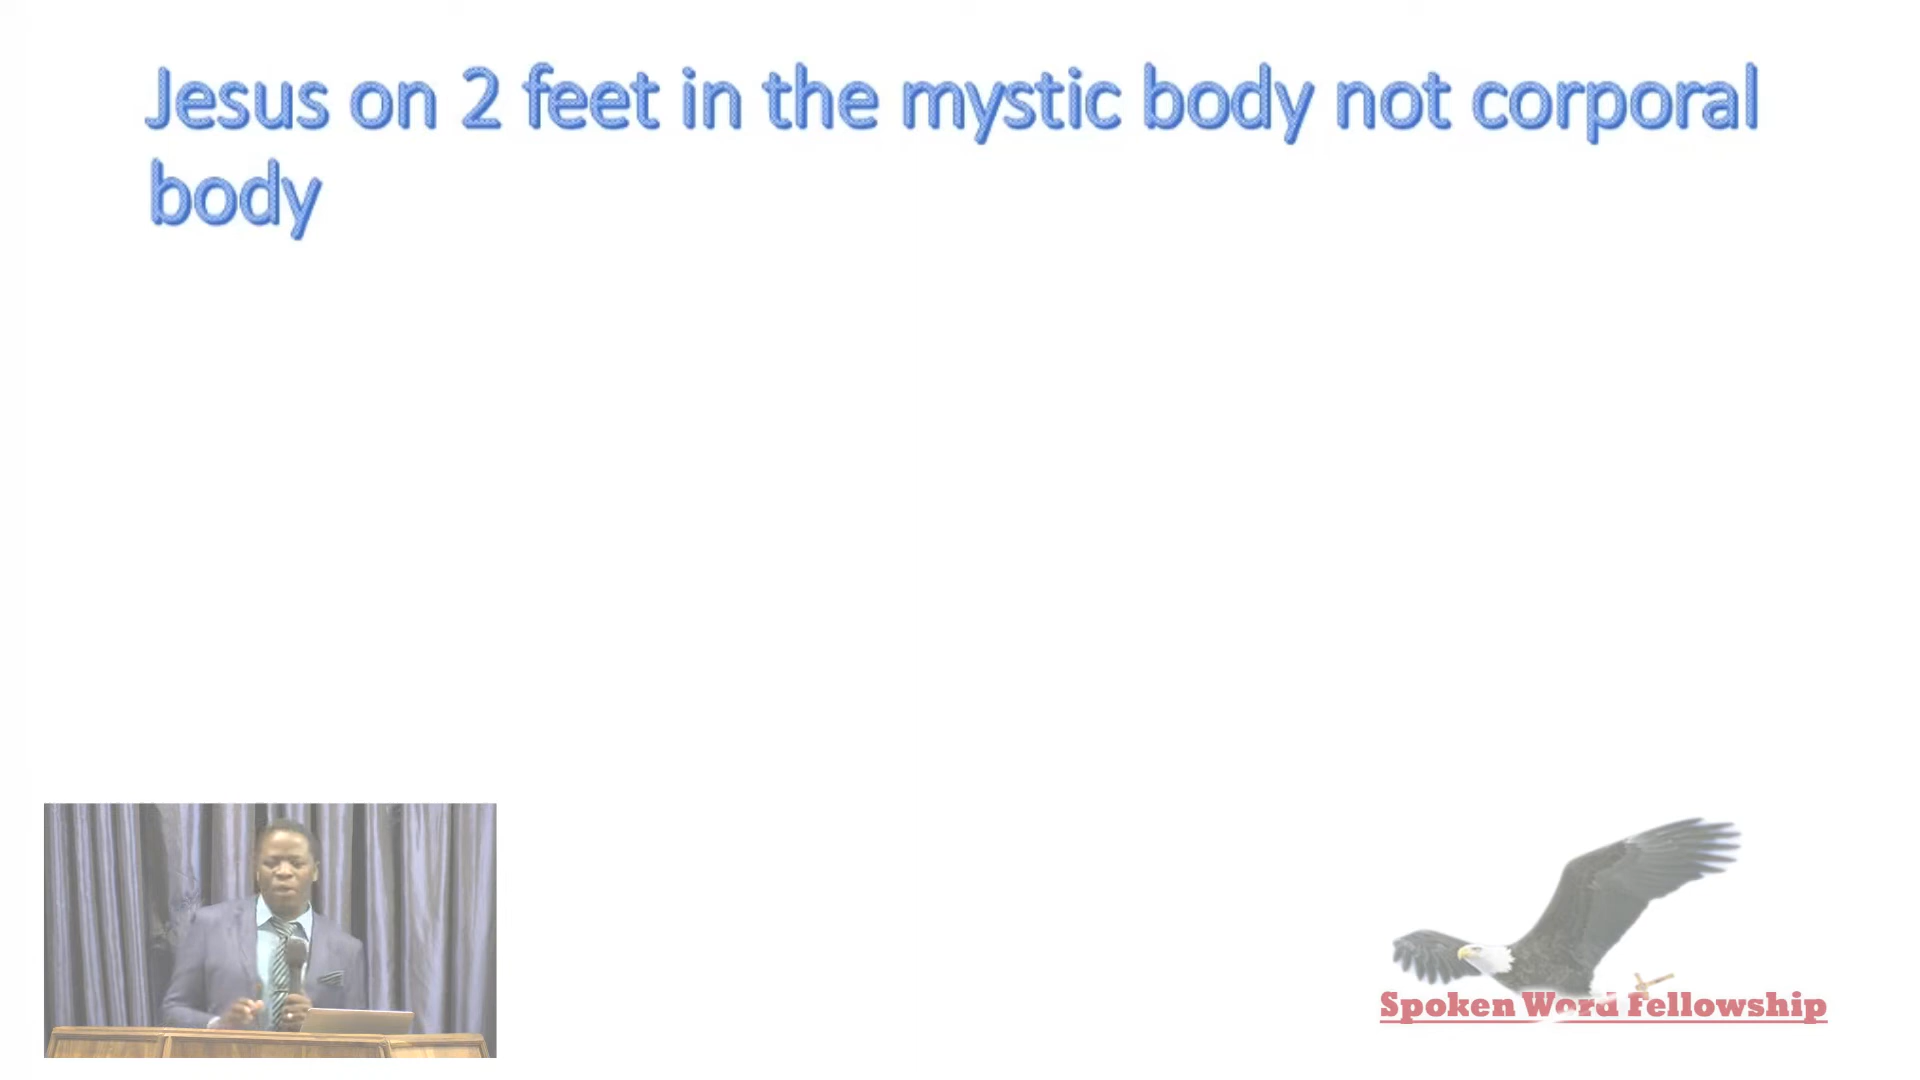 Jesus on 2 feet in the mystic body not corporal
body
Spoken Word Fellowship